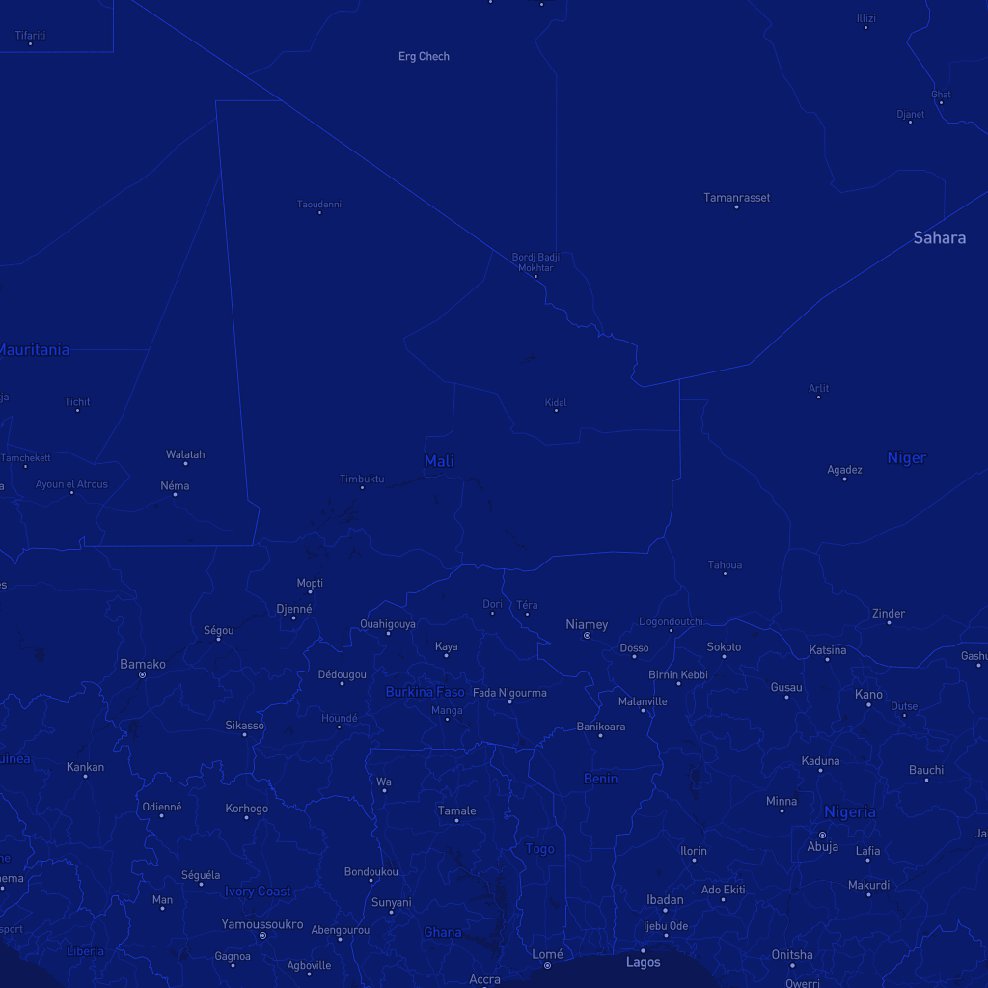 Illizi
Tifariti
Erg Chech
Ghat
Djanet
Tamanrasset
Taoudenni
Sahara
Bordj Badji
Mokhtar
Mauritania
Arlit
Tichit
Kidal
Walatah
Tamchekett
Mali
Niger
Agadez
Timbuktu
Ayoun el Atrous
Néma
Tahoua
Mopti
Dori
Téra
Djenné
Zinder
Ouahigouya
Niamey
Logondoutchi
Ségou
Kaya
Dosso
Sokoto
Katsina
Gashu
Bamako
Dédougou
Birnin Kebbi
Gusau
Burkina Faso
Fada N'gourma
Kano
Malanville
Dutse
Manga
Houndé
Sikasso
Banikoara
uinea
Kankan
Kaduna
Bauchi
Wa
Benin
Minna
Odienné
Korhogo
Tamale
Nigeria
Abuja
Togo
Ilorin
Lafia
Séguéla
Bondoukou
ema
Ivory Coast
Ado Ekiti
Makurdi
Man
Sunyani
Ibadan
Yamoussoukro
Abengourou
Ghana
Ijebu Ode
Liberia
Gagnoa
Lomé
Lagos
Onitsha
Agboville
Accra
Owerri